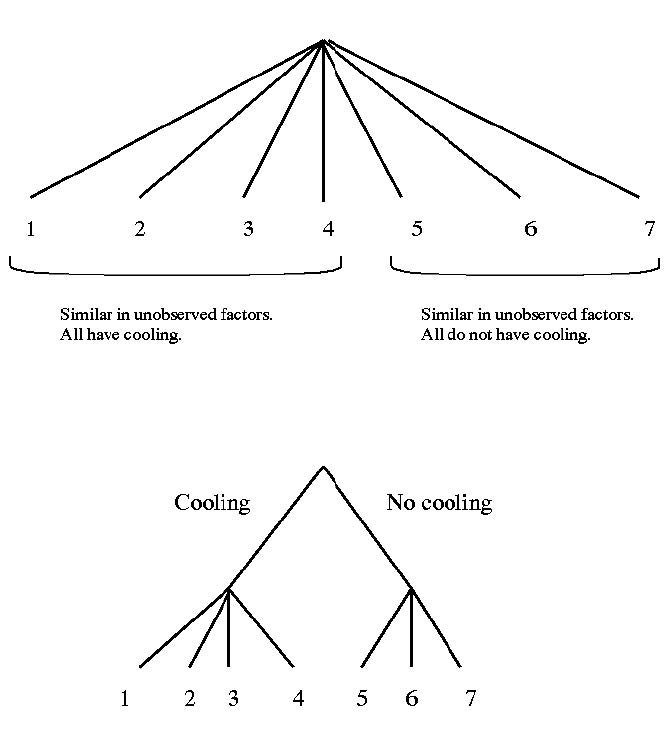 1 2 3 4 5 6 7
Similar in unobserved factors.
All have cooling.
Similar in unobserved factors.
All do not have cooling.
Cooling
No cooling
1 2 3 4 5 6 7